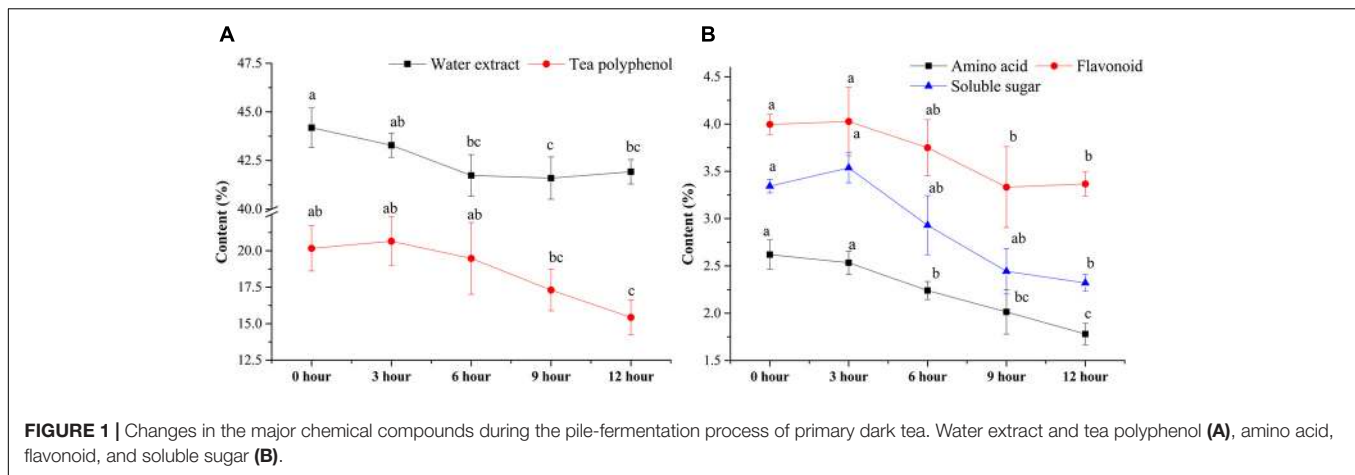 A
Water extract Tea polyphenol
47.5
45.0
42.5
40.0
20.0
17.5
15.0
12.5
Content (%)
a
ab
bc
c
bc
ab
ab
ab
bc
c
0 hour 3 hour 6 hour 9 hour 12 hour
B
Amino acid Flavonoid
Soluble sugar
4.5
4.0
3.5
3.0
2.5
2.0
1.5
Content (%)
a
a
ab
b
b
a
a
ab
ab
b
a
a
b
bc
c
0 hour 3 hour 6 hour 9 hour 12 hour
FIGURE 1 | Changes in the major chemical compounds during the pile-fermentation process of primary dark tea. Water extract and tea polyphenol (A), amino acid,
flavonoid, and soluble sugar (B).